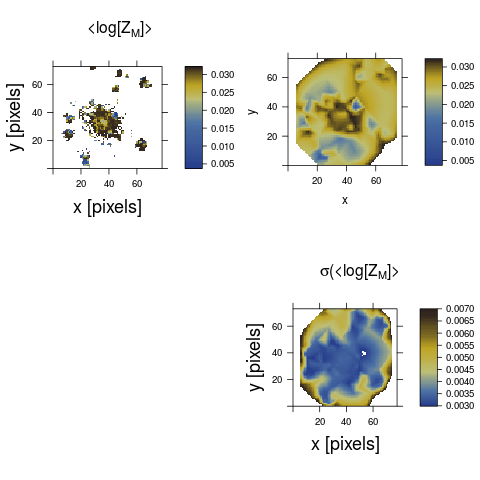 <log[Z_M]>
60
40
20
20 40 60
x [pixels]
y [pixels]
0.030
0.025
0.020
0.015
0.010
0.005
60
40
20
20 40 60
x
y
0.030
0.025
0.020
0.015
0.010
0.005
σ(<log[Z_M]>
60
40
20
20 40 60
x [pixels]
y [pixels]
0.0070
0.0065
0.0060
0.0055
0.0050
0.0045
0.0040
0.0035
0.0030